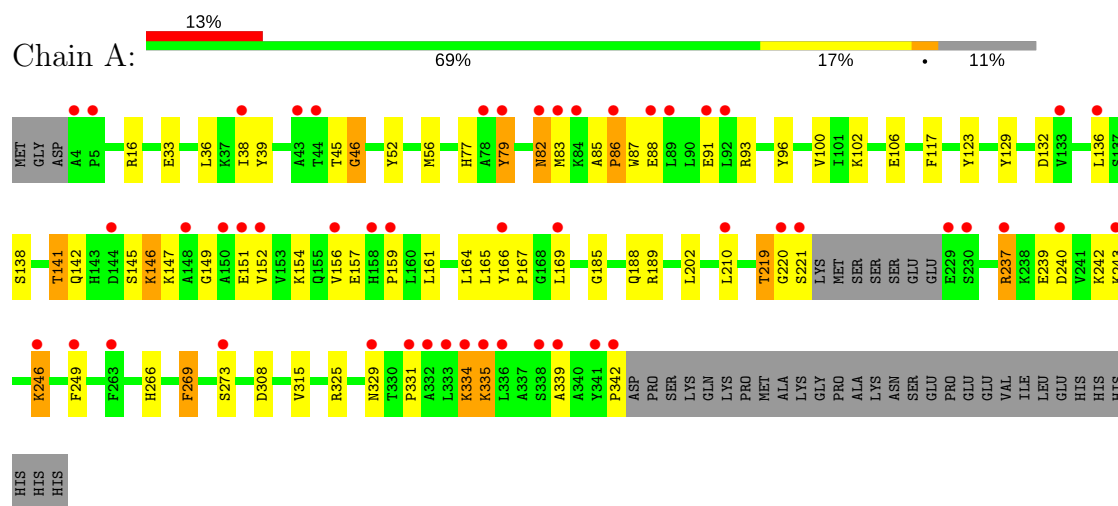 13%
Chain A:
69% 17% • 11%
MET GLY ASP A4 P5 R16 E33 L36 K37 I38 Y39 A43 T44 T45 G46 Y52 M56 H77 A78 Y79 N82 M83 K84 A85 P86 W87 E88 L89 L90 E91 L92 R93 Y96 V100 I101 K102 E106 F117 Y123 Y129 D132 V133 L136 S137
S138 T141 Q142 H143 D144 S145 K146 K147 A148 G149 A150 E151 V152 V153 K154 Q155 V156 E157 H158 P159 L160 L161 L164 L165 Y166 P167 G168 L169 G185 Q188 R189 L202 L210 T219 G220 S221 LYS MET SER SER SER GLU GLU E229 S230 R237 K238 E239 D240 V241 K242 K243
K246 F249 F263 H266 F269 S273 D308 V315 R325 N329 T330 P331 A332 L333 K334 K335 L336 A337 S338 A339 A340 Y341 P342 ASP PRO SER LYS GLN LYS PRO MET ALA LYS GLY PRO ALA LYS ASN SER GLU PRO GLU GLU VAL ILE LEU GLU HIS HIS HIS
HIS HIS HIS